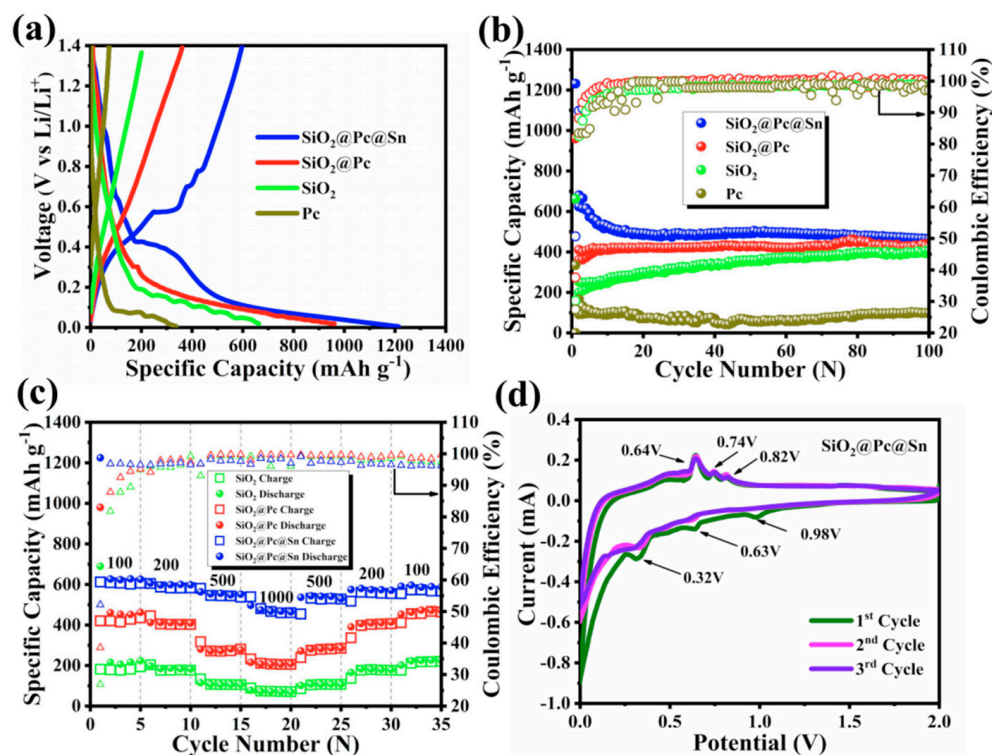 (a)
1.4
1.2
1.0
0.8
0.6
0.4
0.2
0.0
Voltage (V vs Li/Li⁺)
SiO₂@Pc@Sn
SiO₂@Pc
SiO₂
Pc
0 200 400 600 800 1000 1200 1400
Specific Capacity (mAh g⁻¹)
(b)
1400
1200
1000
800
600
400
200
0
Specific Capacity (mAh g⁻¹)
SiO₂@Pc@Sn
SiO₂@Pc
SiO₂
Pc
110
100
90
80
70
60
50
40
30
20
Coulombic Efficiency (%)
0 20 40 60 80 100
Cycle Number (N)
(c)
1400
1200
1000
800
600
400
200
0
Specific Capacity (mAh g⁻¹)
SiO₂ Charge
SiO₂ Discharge
SiO₂@Pc Charge
SiO₂@Pc Discharge
SiO₂@Pc@Sn Charge
SiO₂@Pc@Sn Discharge
100 200 500 1000 500 200 100
110
100
90
80
70
60
50
40
30
20
Coulombic Efficiency (%)
0 5 10 15 20 25 30 35
Cycle Number (N)
(d)
0.4
0.2
0.0
-0.2
-0.4
-0.6
-0.8
-1.0
Current (mA)
SiO₂@Pc@Sn
0.64V
0.74V
0.82V
0.98V
0.63V
0.32V
1ˢᵗ Cycle
2ⁿᵈ Cycle
3ʳᵈ Cycle
0.0 0.5 1.0 1.5 2.0
Potential (V)